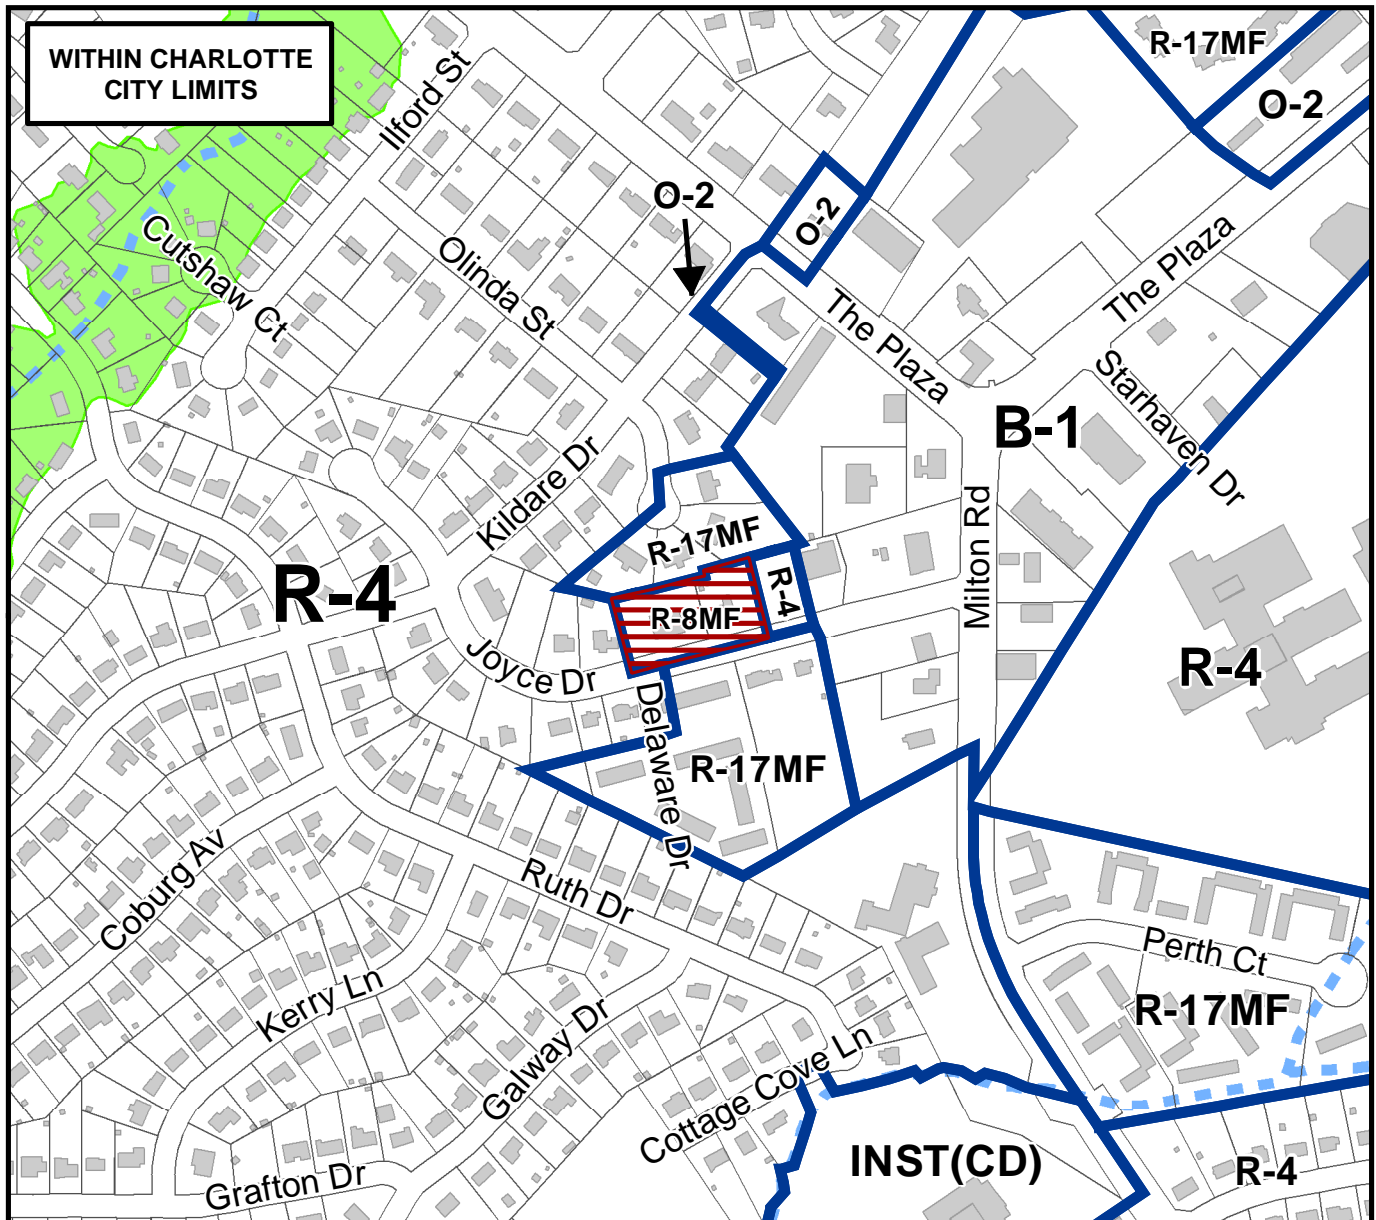 WITHIN CHARLOTTE
CITY LIMITS
R-17MF
O-2
Ilford St
O-2
O-2
Cutshaw Ct
Olinda St
The Plaza
The Plaza
Starhaven Dr
B-1
Kildare Dr
Milton Rd
R-17MF
R-4
R-4
R-8MF
Joyce Dr
R-4
Delaware Dr
R-17MF
Coburg Av
Ruth Dr
Perth Ct
Kerry Ln
R-17MF
Galway Dr
Cottage Cove Ln
INST(CD)
R-4
Grafton Dr